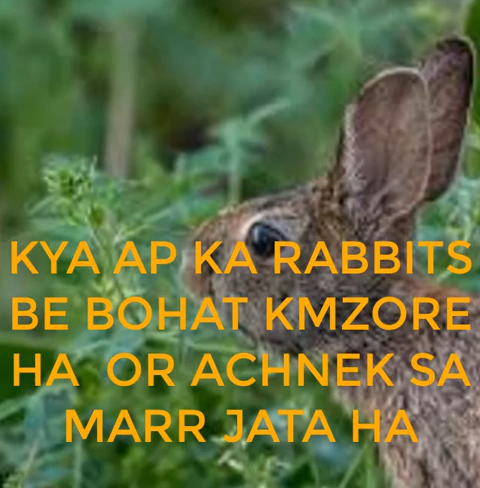 KYA AP KA RABBITS
BE BOHAT KMZORE
HA OR ACHNEK SA
MARR JATA HA